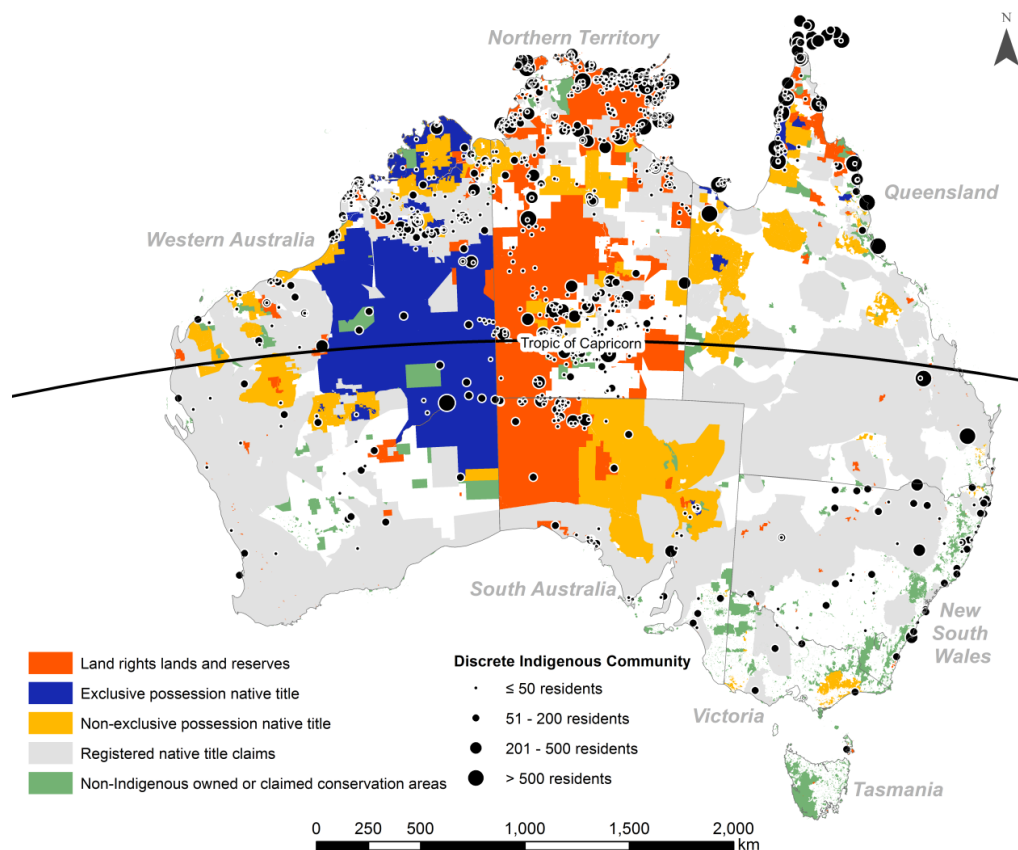 N
Northern Territory
Queensland
Western Australia
Tropic of Capricorn
South Australia
New
South
Wales
Victoria
Tasmania
Land rights lands and reserves
Exclusive possession native title
Non-exclusive possession native title
Registered native title claims
Non-Indigenous owned or claimed conservation areas
Discrete Indigenous Community
≤ 50 residents
51 - 200 residents
201 - 500 residents
> 500 residents
0 250 500 1,000 1,500 2,000
km